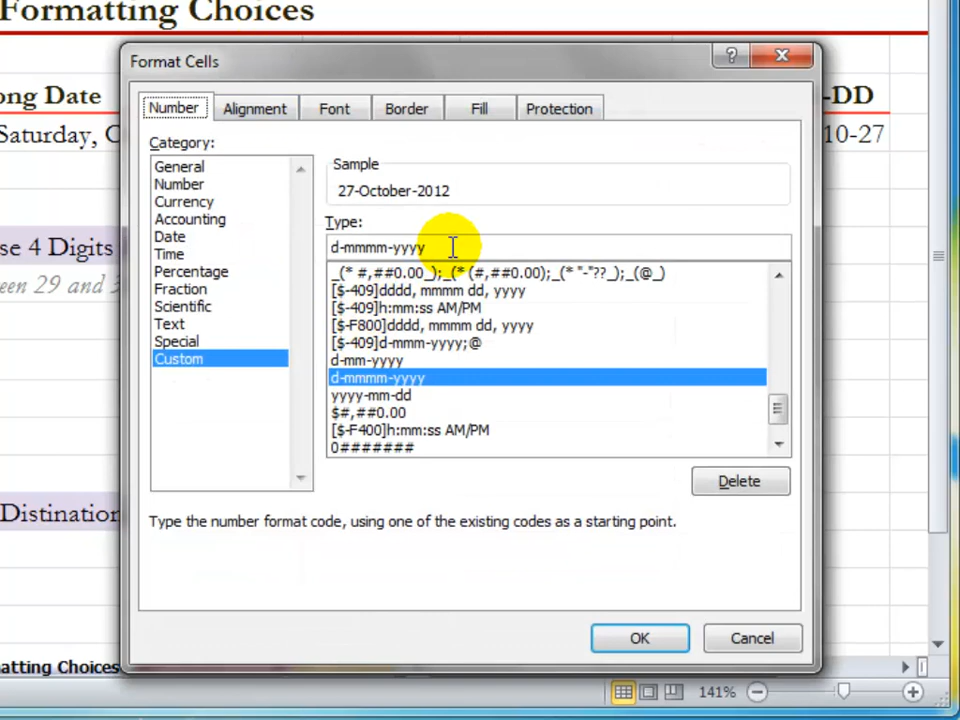 Formatting Choices
Format Cells
ong Date
-DD
Saturday, O
10-27
Number Alignment Font Border Fill Protection
Category:
General
Number
Currency
Accounting
Date
Time
Percentage
Fraction
Scientific
Text
Special
Custom
Sample
27-October-2012
Type:
d-mmmm-yyyy
_(* #,##0.00_);_(* (#,##0.00);_(* "-"??_);_(@_)
[$-409]dddd, mmmm dd, yyyy
[$-409]h:mm:ss AM/PM
[$-F800]dddd, mmmm dd, yyyy
[$-409]d-mmm-yyyy;@
d-mm-yyyy
d-mmmm-yyyy
yyyy-mm-dd
$#,##0.00
[$-F400]h:mm:ss AM/PM
0#######
Delete
Type the number format code, using one of the existing codes as a starting point.
OK Cancel
se 4 Digits
een 29 and 3
Distination
atting Choices
141%